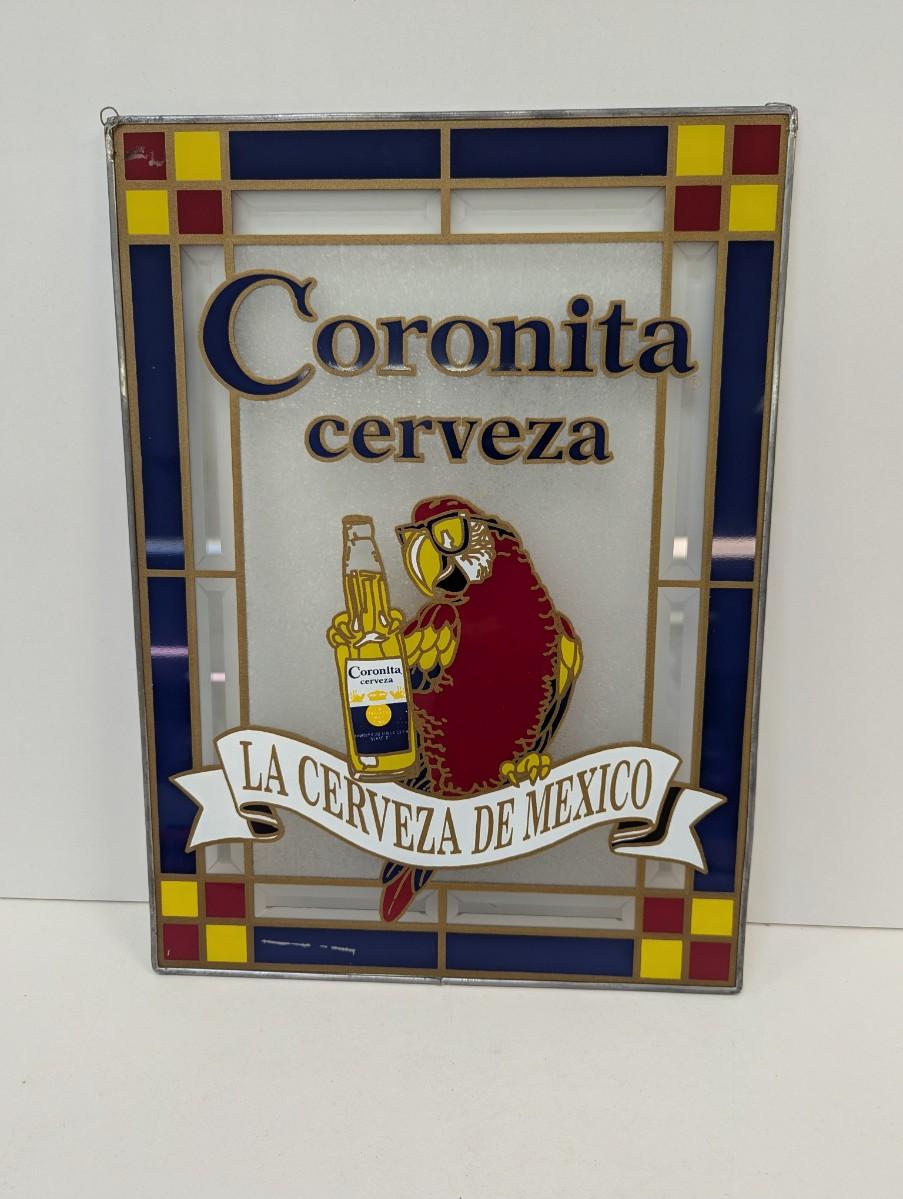 Coronita
cerveza
Coronita
cerveza
LA CERVEZA DE MEXICO